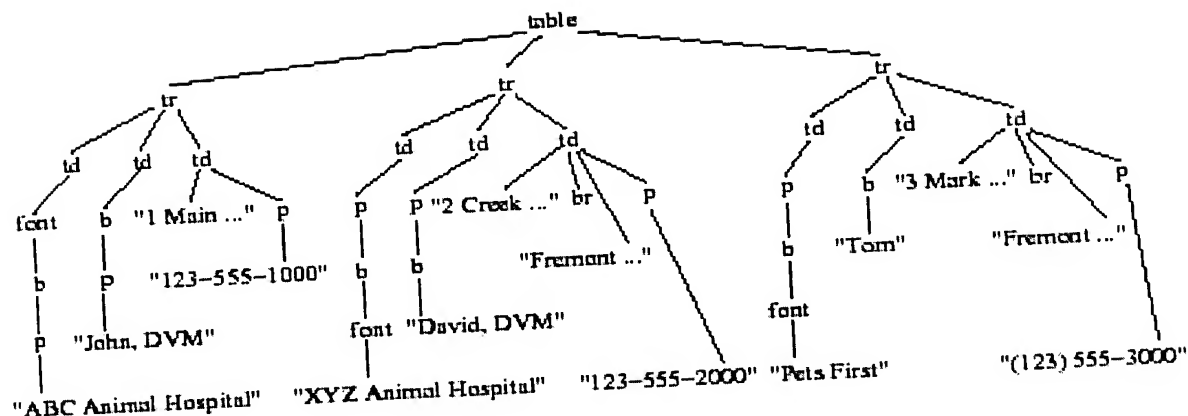 table
tr tr tr
td td td td td td td td td
font b "1 Main ..." p p p "2 Creek ..." br p p b "3 Mark ..." br p
b p "123-555-1000" b b "Fremont ..." b "Tom" "Fremont ..."
p "John, DVM" font "David, DVM" font
"ABC Animal Hospital" "XYZ Animal Hospital" "123-555-2000" "Pets First" "(123) 555-3000"